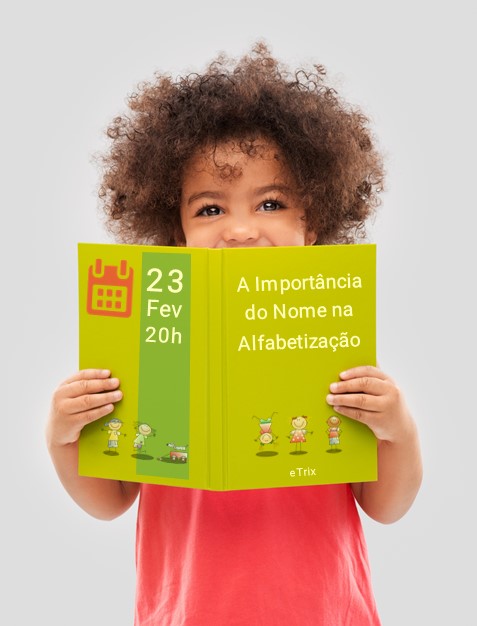 23
Fev
20h
A Importância
do Nome na
Alfabetização
eTrix